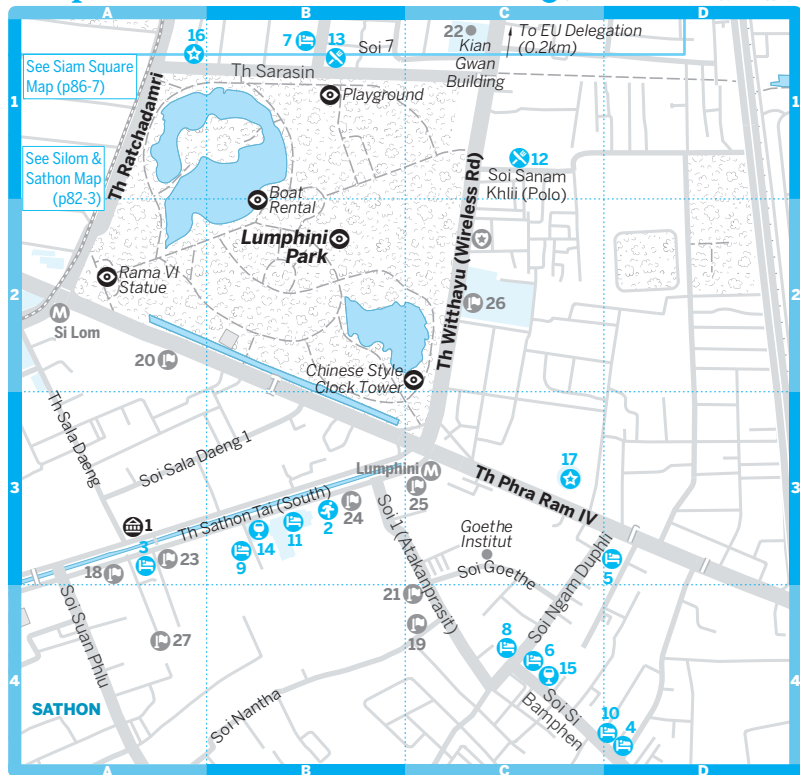 A
B
C
D
16
7
13
Soi 7
22
Kian
Gwan
Building
To EU Delegation
(0.2km)
See Siam Square
Map (p86-7)
Th Sarasin
1
1
Playground
Th Ratchadamri
See Silom &
Sathon Map
(p82-3)
12
Soi Sanam
Khlii (Polo)
Boat
Rental
Lumphini
Park
Th Witthayu (Wireless Rd)
Rama VI
Statue
2
2
26
Si Lom
20
Chinese Style
Clock Tower
Th Sala Daeng
Soi Sala Daeng 1
Lumphini
17
Th Phra Ram IV
3
3
25
24
Th Sathon Tai (South)
1
2
11
14
9
3
23
18
Soi 1 (Atakanprasit)
Goethe
Institut
Soi Goethe
Soi Ngam Duphli
5
21
19
Soi Suan Phlu
27
8
6
15
4
4
SATHON
Soi Nantha
Soi Si
Bamphen
10
4
A
B
C
D